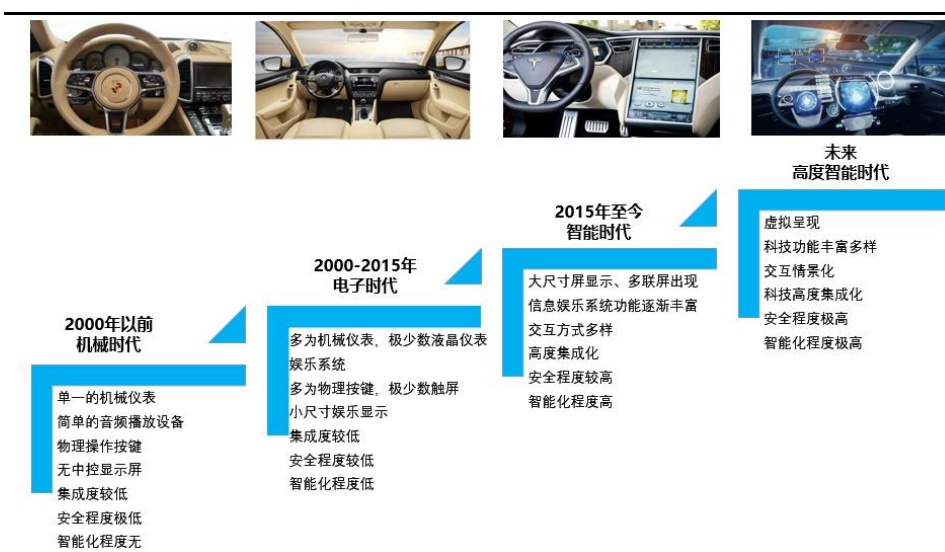 2000年以前
机械时代
单一的机械仪表
简单的音频播放设备
物理操作按键
无中控显示屏
集成度较低
安全程度极低
智能化程度无
2000-2015年
电子时代
多为机械仪表，极少数液晶仪表
娱乐系统
多为物理按键，极少数触屏
小尺寸娱乐显示
集成度较低
安全程度较低
智能化程度低
2015年至今
智能时代
大尺寸屏显示、多联屏出现
信息娱乐系统功能逐渐丰富
交互方式多样
高度集成化
安全程度较高
智能化程度高
未来
高度智能时代
虚拟呈现
科技功能丰富多样
交互情景化
科技高度集成化
安全程度极高
智能化程度极高